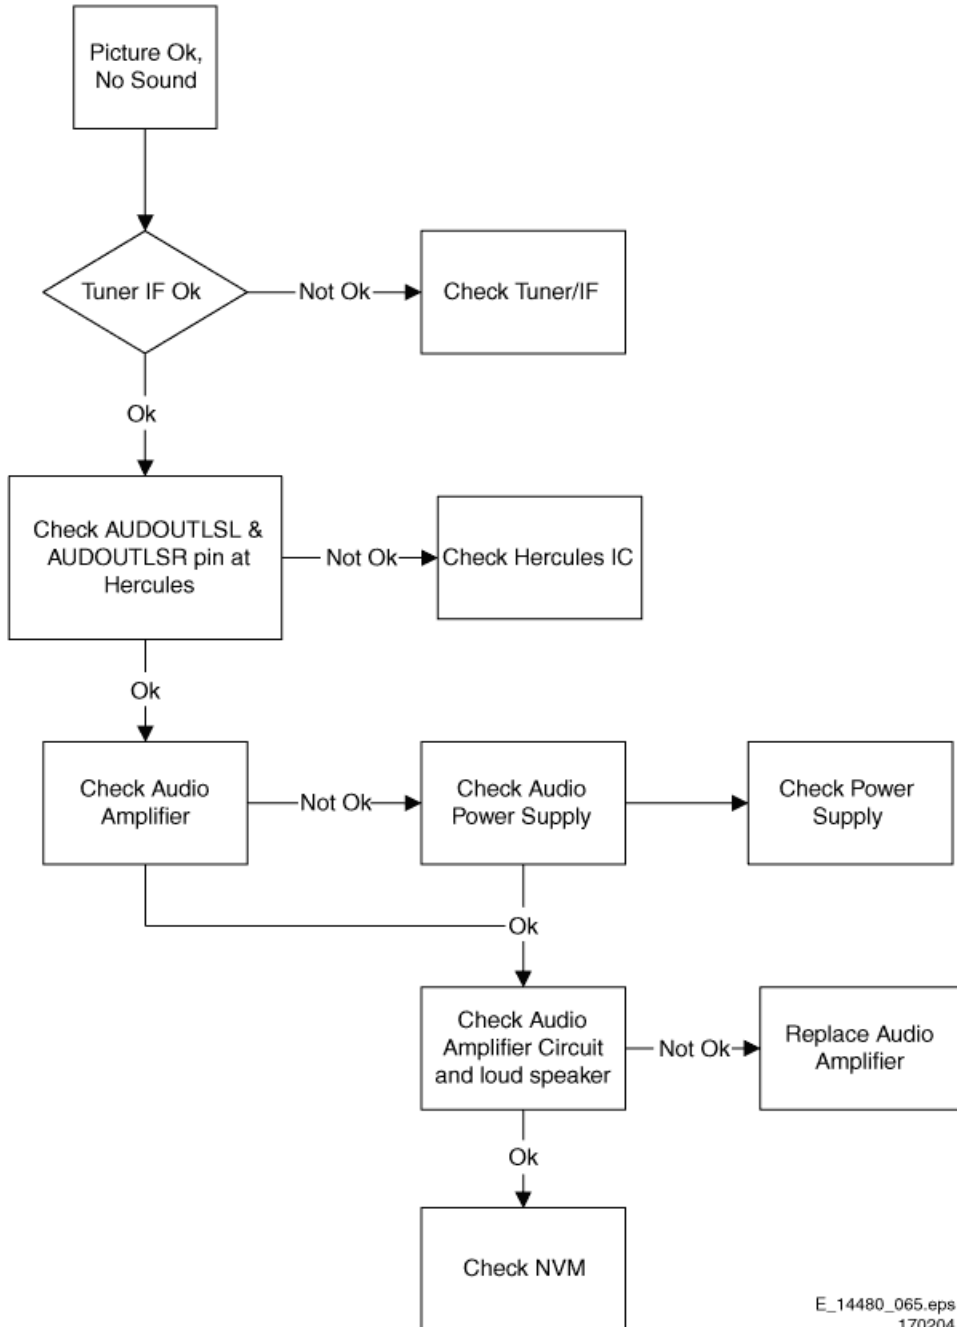 Picture Ok,
No Sound
Tuner IF Ok
Not Ok
Check Tuner/IF
Ok
Check AUDOUTLSL &
AUDOUTLSR pin at
Hercules
Not Ok
Check Hercules IC
Ok
Check Audio
Amplifier
Not Ok
Check Audio
Power Supply
Check Power
Supply
Ok
Check Audio
Amplifier Circuit
and loud speaker
Not Ok
Replace Audio
Amplifier
Ok
Check NVM
E_14480_065.eps
170204